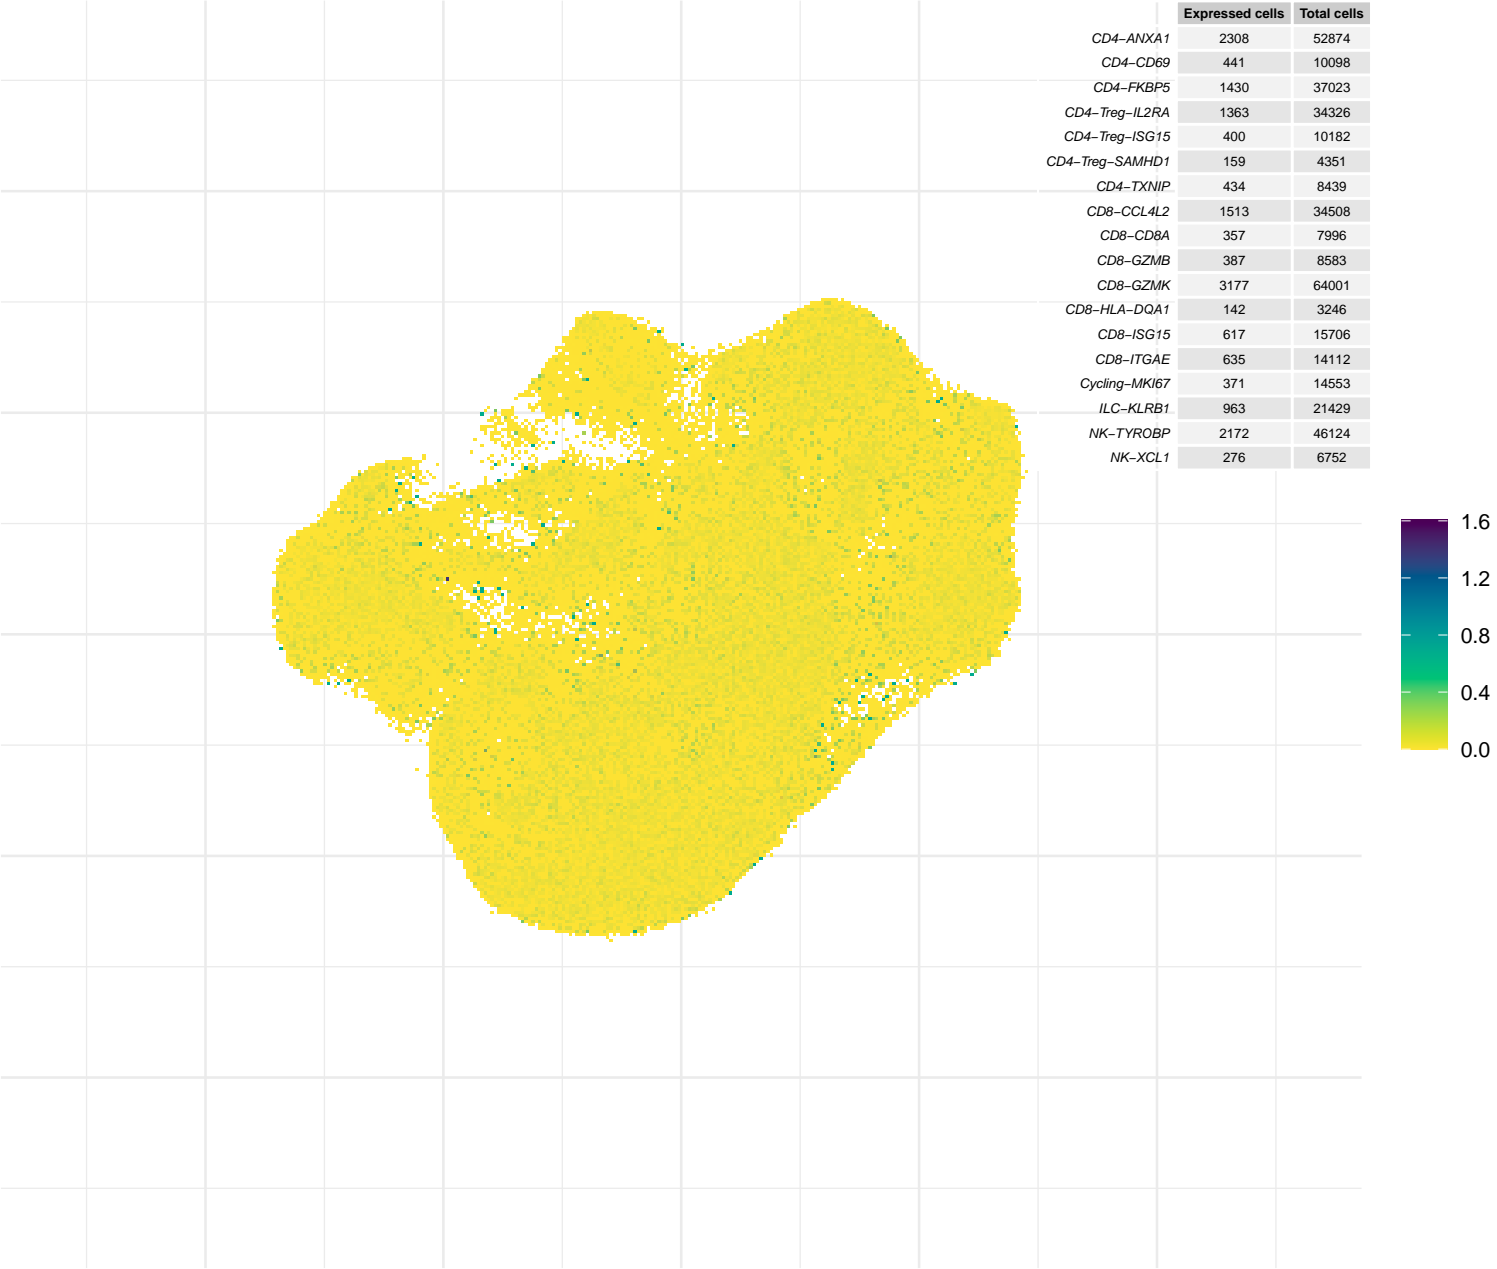 Expressed cells Total cells
CD4−ANXA1 2308 52874
CD4−CD69 441 10098
CD4−FKBP5 1430 37023
CD4−Treg−IL2RA 1363 34326
CD4−Treg−ISG15 400 10182
CD4−Treg−SAMHD1 159 4351
CD4−TXNIP 434 8439
CD8−CCL4L2 1513 34508
CD8−CD8A 357 7996
CD8−GZMB 387 8583
CD8−GZMK 3177 64001
CD8−HLA−DQA1 142 3246
CD8−ISG15 617 15706
CD8−ITGAE 635 14112
Cycling−MKI67 371 14553
ILC−KLRB1 963 21429
NK−TYROBP 2172 46124
NK−XCL1 276 6752
1.6
1.2
0.8
0.4
0.0